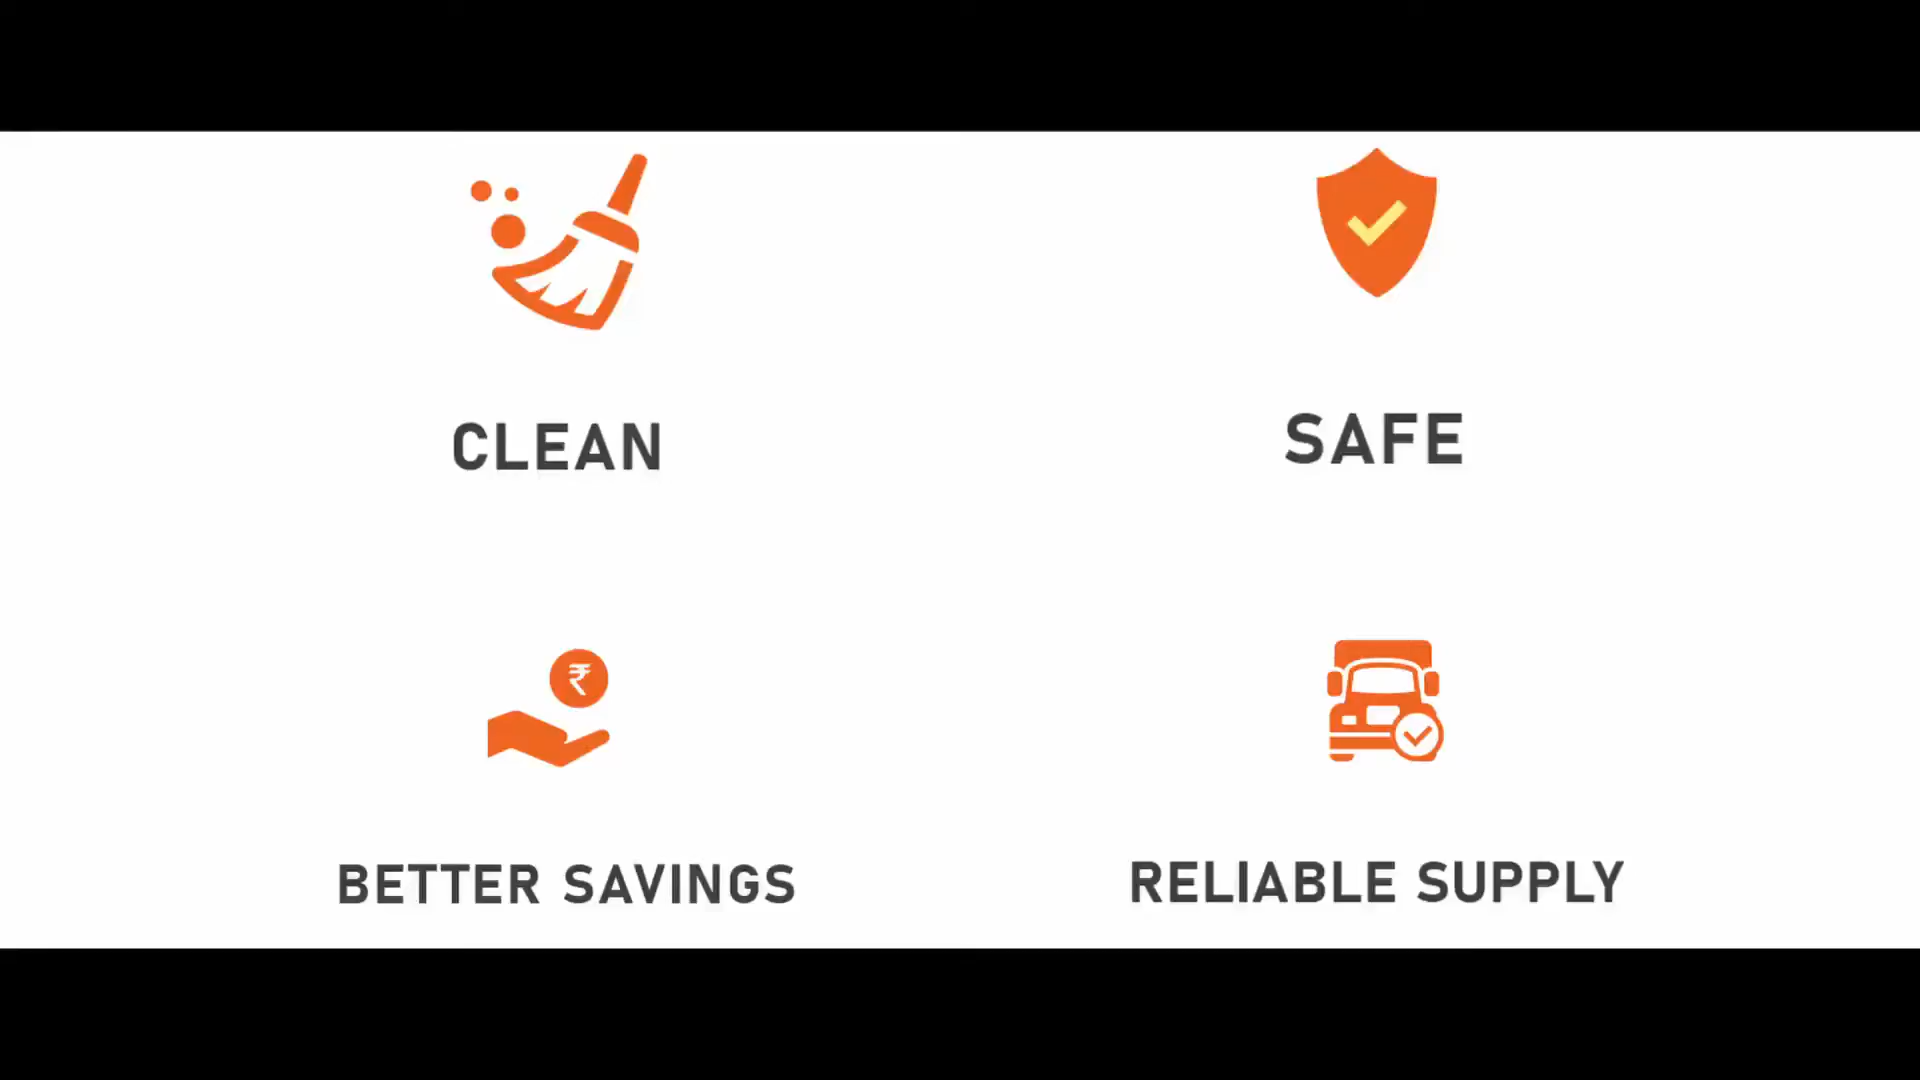 CLEAN
SAFE
₹
BETTER SAVINGS
RELIABLE SUPPLY